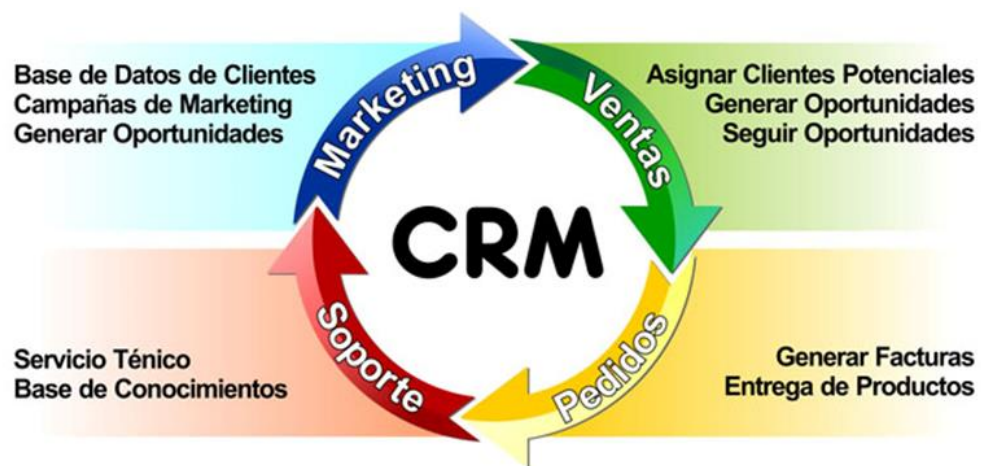 Base de Datos de Clientes
Campañas de Marketing
Generar Oportunidades
Marketing
Ventas
Asignar Clientes Potenciales
Generar Oportunidades
Seguir Oportunidades
CRM
Servicio Ténico
Base de Conocimientos
Soporte
Pedidos
Generar Facturas
Entrega de Productos